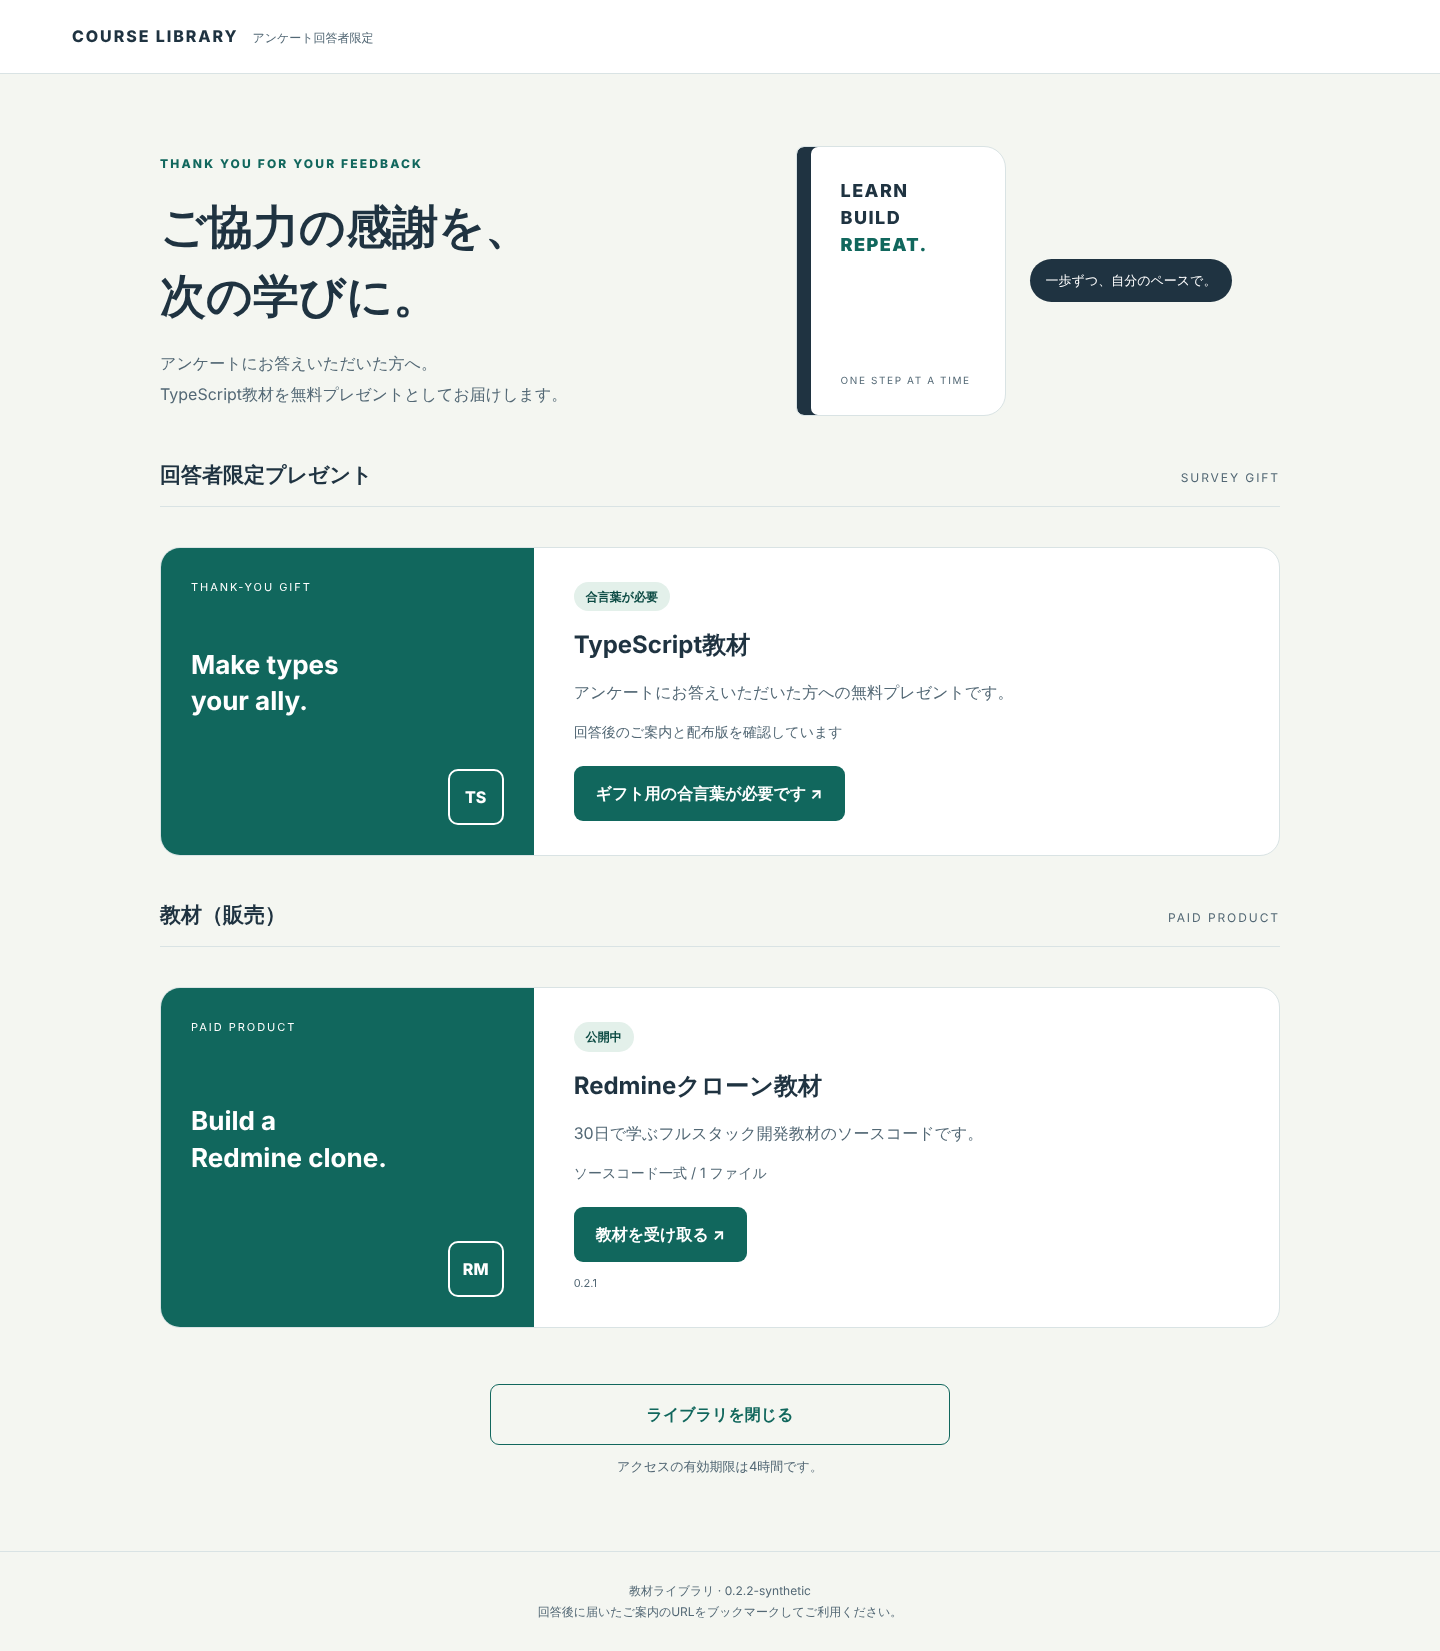 COURSE LIBRARY アンケート回答者限定
THANK YOU FOR YOUR FEEDBACK
ご協力の感謝を、
次の学びに。
アンケートにお答えいただいた方へ。
TypeScript教材を無料プレゼントとしてお届けします。
LEARN
BUILD
REPEAT.
ONE STEP AT A TIME
一歩ずつ、自分のペースで。
回答者限定プレゼント
SURVEY GIFT
THANK-YOU GIFT
Make types
your ally.
TS
合言葉が必要
TypeScript教材
アンケートにお答えいただいた方への無料プレゼントです。
回答後のご案内と配布版を確認しています
ギフト用の合言葉が必要です ↗
教材（販売）
PAID PRODUCT
PAID PRODUCT
Build a
Redmine clone.
RM
公開中
Redmineクローン教材
30日で学ぶフルスタック開発教材のソースコードです。
ソースコード一式 / 1 ファイル
教材を受け取る ↗
0.2.1
ライブラリを閉じる
アクセスの有効期限は4時間です。
教材ライブラリ · 0.2.2-synthetic
回答後に届いたご案内のURLをブックマークしてご利用ください。